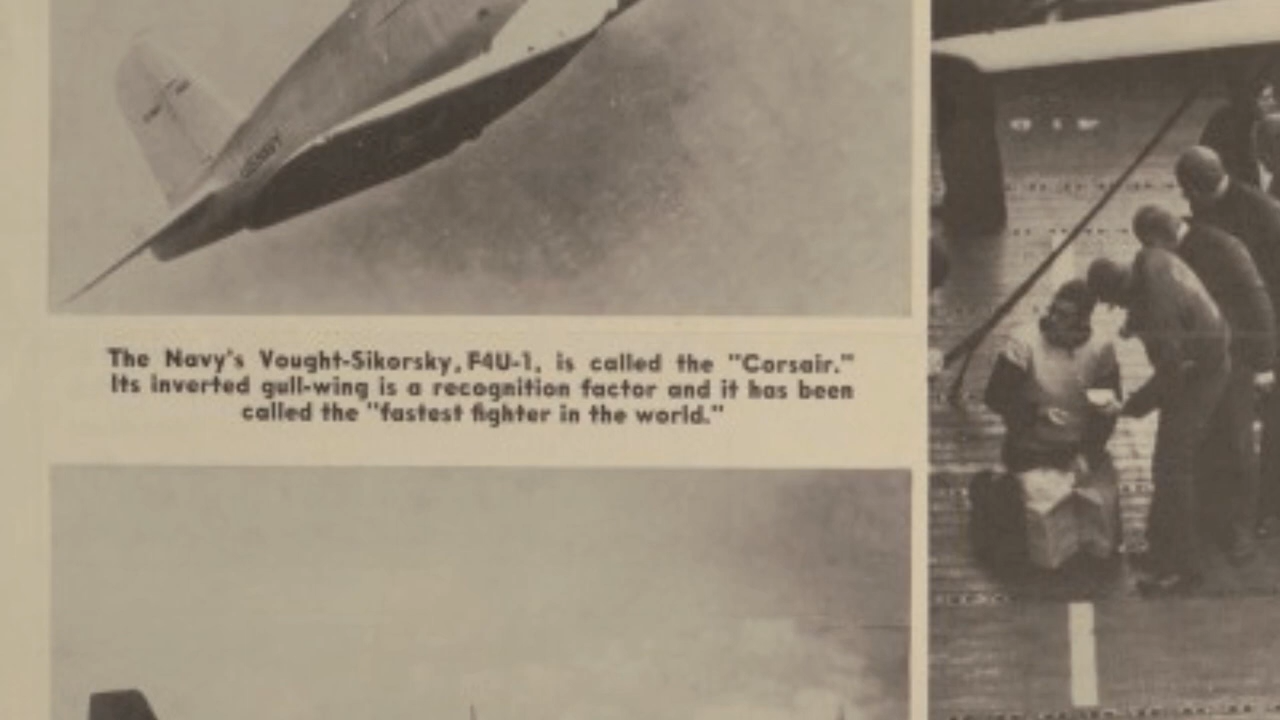 The Navy's Vought-Sikorsky, F4U-1, is called the "Corsair."
Its inverted gull-wing is a recognition factor and it has been
called the "fastest fighter in the world."